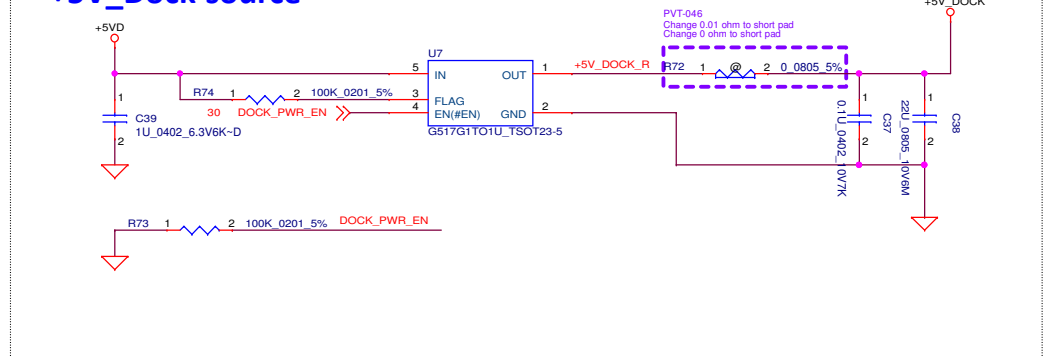 +5V_Dock source
+5VD
+5V_DOCK
PVT-046
Change 0.01 ohm to short pad
Change 0 ohm to short pad
U7
5 IN
OUT 1
+5V_DOCK_R
R72 1 @ 2 0_0805_5%
R74 1 2 100K_0201_5%
3 FLAG
30 DOCK_PWR_EN
4 EN(#EN)
GND 2
G517G1TO1U_TSOT23-5
1
C39
1U_0402_6.3V6K~D
2
1
C37
0.1U_0402_10V7K
2
1
C38
22U_0805_10V6M
2
R73 1 2 100K_0201_5% DOCK_PWR_EN